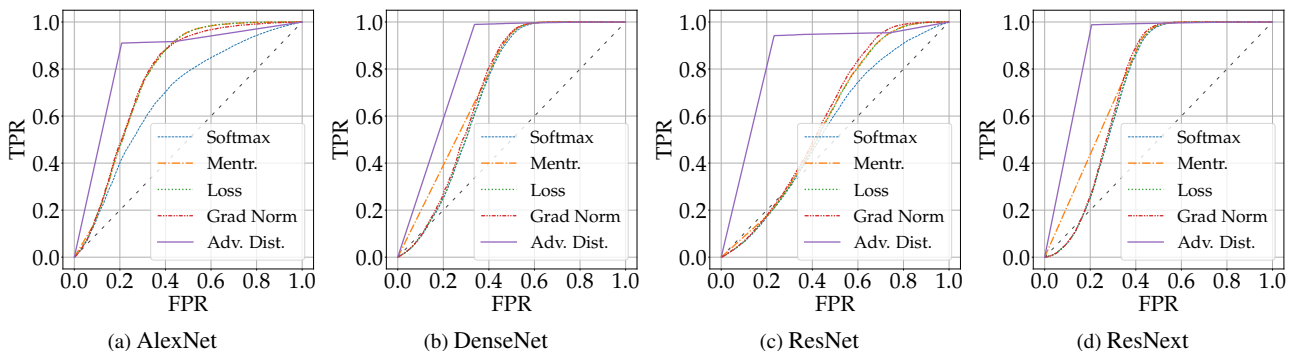 TPR
1.0
0.8
0.6
0.4
0.2
0.0
Softmax
Mentr.
Loss
Grad Norm
Adv. Dist.
0.0 0.2 0.4 0.6 0.8 1.0
FPR
(a) AlexNet
TPR
1.0
0.8
0.6
0.4
0.2
0.0
Softmax
Mentr.
Loss
Grad Norm
Adv. Dist.
0.0 0.2 0.4 0.6 0.8 1.0
FPR
(b) DenseNet
TPR
1.0
0.8
0.6
0.4
0.2
0.0
Softmax
Mentr.
Loss
Grad Norm
Adv. Dist.
0.0 0.2 0.4 0.6 0.8 1.0
FPR
(c) ResNet
TPR
1.0
0.8
0.6
0.4
0.2
0.0
Softmax
Mentr.
Loss
Grad Norm
Adv. Dist.
0.0 0.2 0.4 0.6 0.8 1.0
FPR
(d) ResNext